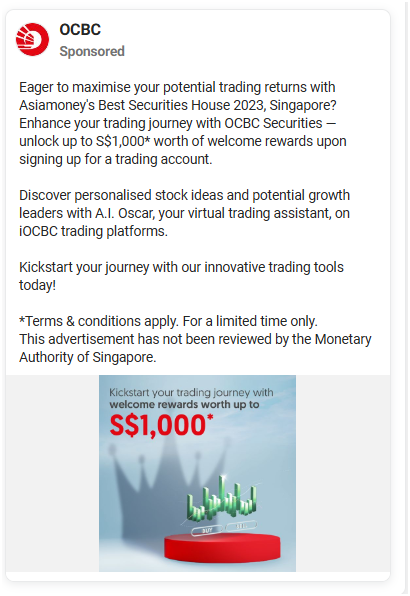 OCBC
Sponsored
Eager to maximise your potential trading returns with
Asiamoney's Best Securities House 2023, Singapore?
Enhance your trading journey with OCBC Securities —
unlock up to S$1,000* worth of welcome rewards upon
signing up for a trading account.
Discover personalised stock ideas and potential growth
leaders with A.I. Oscar, your virtual trading assistant, on
iOCBC trading platforms.
Kickstart your journey with our innovative trading tools
today!
*Terms & conditions apply. For a limited time only.
This advertisement has not been reviewed by the Monetary
Authority of Singapore.
Kickstart your trading journey with
welcome rewards worth up to
S$1,000*
BUY